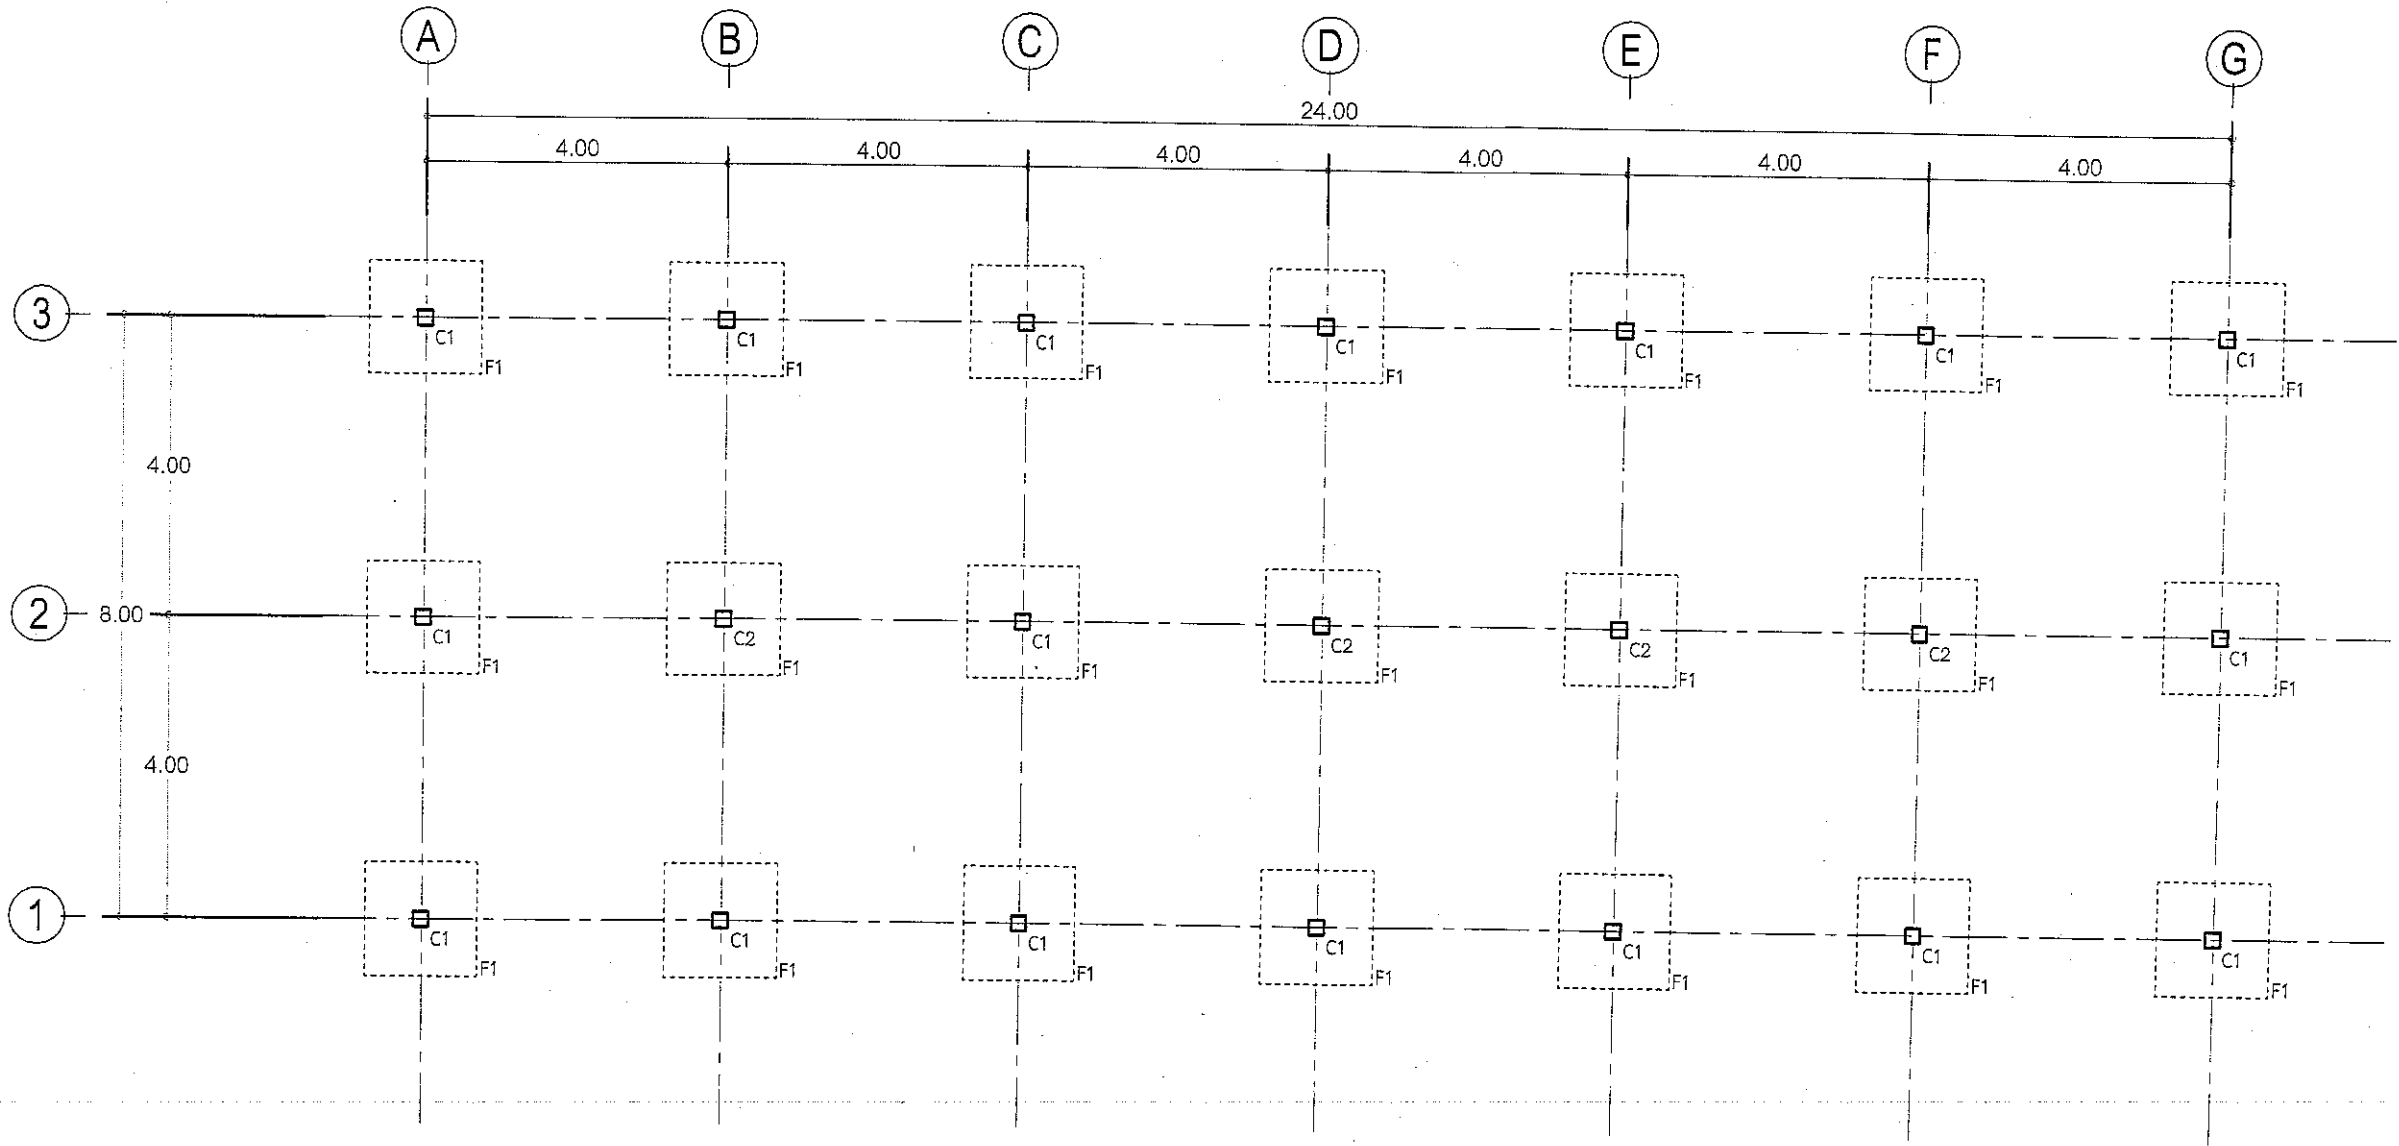 A B C D E F G
24.00
4.00 4.00 4.00 4.00 4.00 4.00
3
C1 C1 C1 C1 C1 C1 C1
F1 F1 F1 F1 F1 F1 F1
4.00
2 8.00
C1 C2 C1 C2 C2 C2 C1
F1 F1 F1 F1 F1 F1 F1
4.00
1
C1 C1 C1 C1 C1 C1 C1
F1 F1 F1 F1 F1 F1 F1